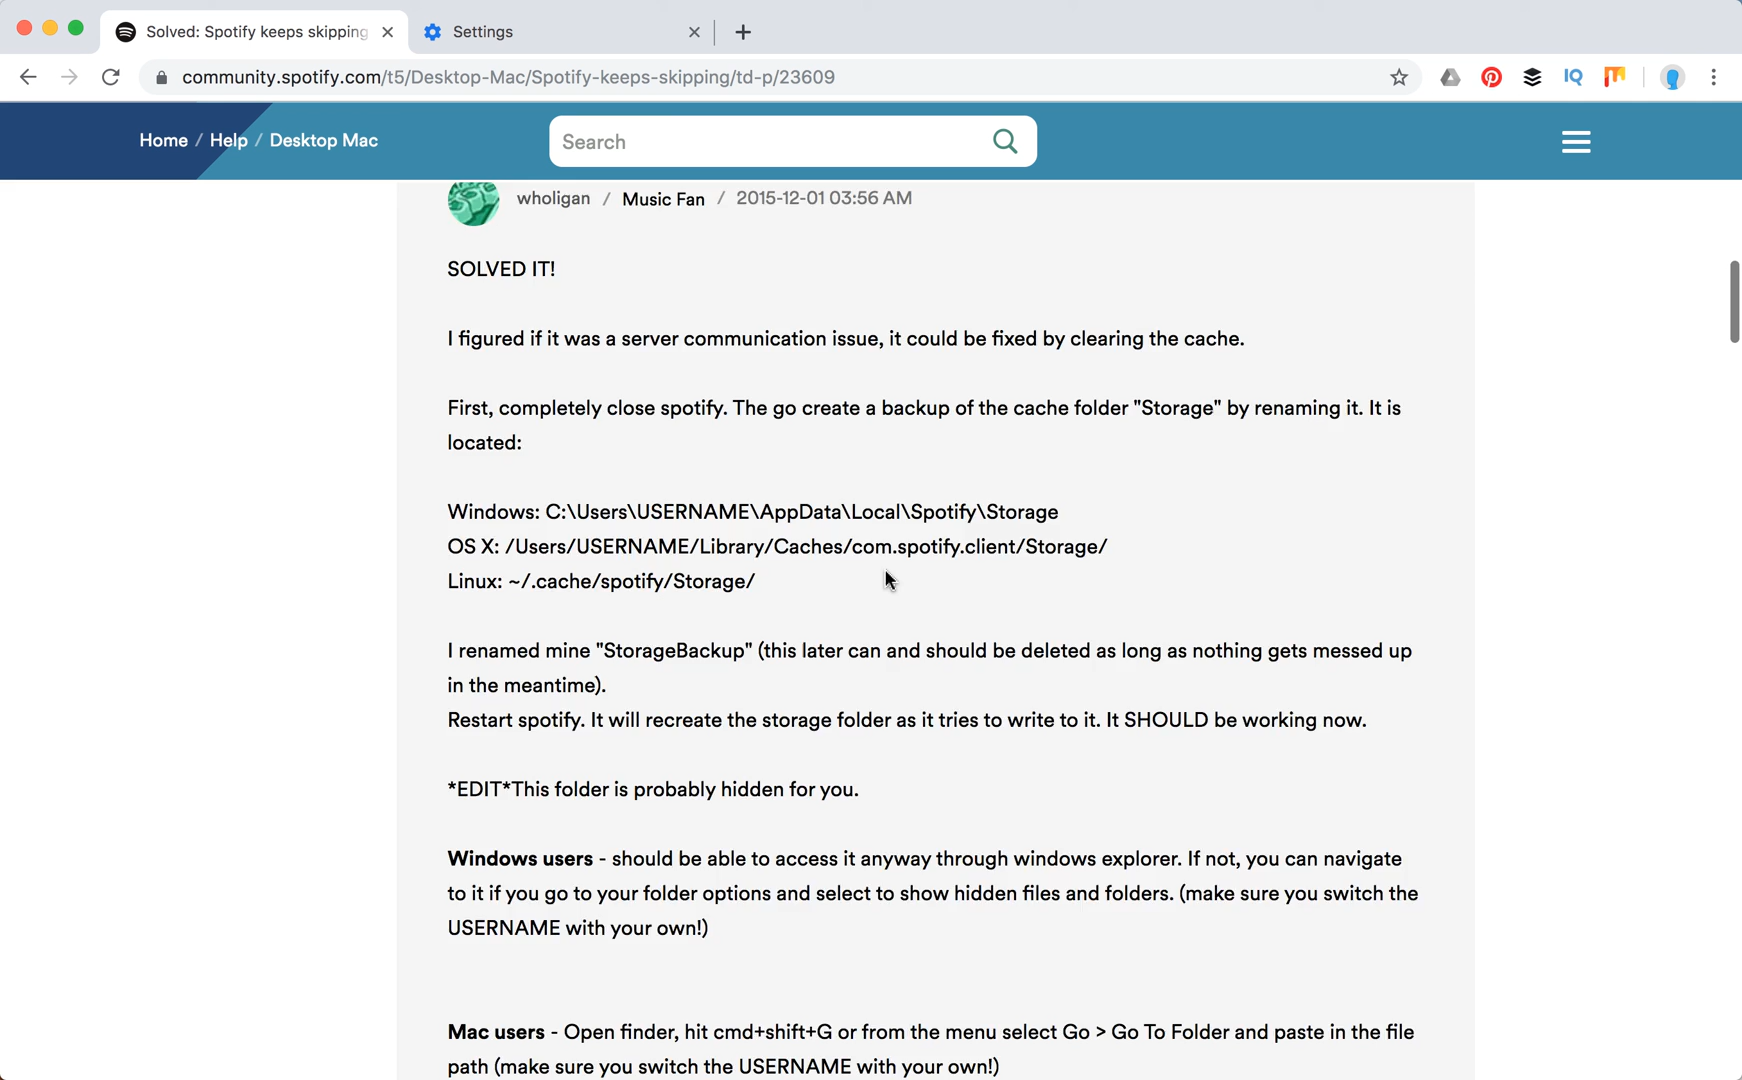 Solved: Spotify keeps skipping
Settings
community.spotify.com/t5/Desktop-Mac/Spotify-keeps-skipping/td-p/23609
IQ
Home / Help / Desktop Mac
Search
wholigan / Music Fan / 2015-12-01 03:56 AM
SOLVED IT!
I figured if it was a server communication issue, it could be fixed by clearing the cache.
First, completely close spotify. The go create a backup of the cache folder "Storage" by renaming it. It is
located:
Windows: C:\Users\USERNAME\AppData\Local\Spotify\Storage
OS X: /Users/USERNAME/Library/Caches/com.spotify.client/Storage/
Linux: ~/.cache/spotify/Storage/
I renamed mine "StorageBackup" (this later can and should be deleted as long as nothing gets messed up
in the meantime).
Restart spotify. It will recreate the storage folder as it tries to write to it. It SHOULD be working now.
*EDIT*This folder is probably hidden for you.
Windows users - should be able to access it anyway through windows explorer. If not, you can navigate
to it if you go to your folder options and select to show hidden files and folders. (make sure you switch the
USERNAME with your own!)
Mac users - Open finder, hit cmd+shift+G or from the menu select Go > Go To Folder and paste in the file
path (make sure you switch the USERNAME with your own!)